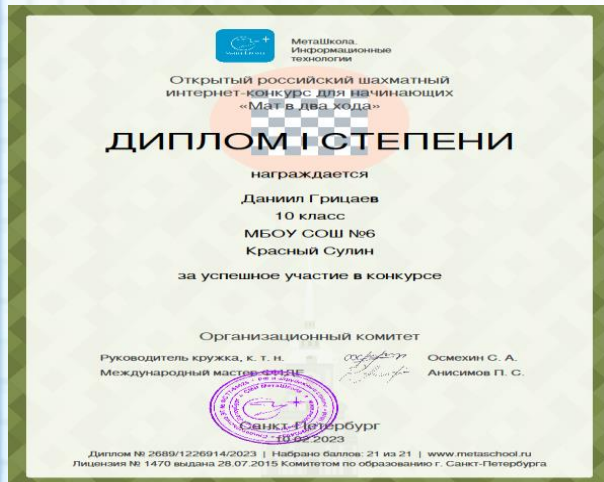 МетаШкола.
Информационные
технологии
Открытый российский шахматный
интернет-конкурс для начинающих
«Мат в два хода»
ДИПЛОМ I СТЕПЕНИ
награждается
Даниил Грицаев
10 класс
МБОУ СОШ №6
Красный Сулин
за успешное участие в конкурсе
Организационный комитет
Руководитель кружка, к. т. н. Осмехин С. А.
Международный мастер ФИДЕ Анисимов П. С.
Санкт-Петербург
10.02.2023
Диплом № 2689/1226914/2023 | Набрано баллов: 21 из 21 | www.metaschool.ru
Лицензия № 1470 выдана 28.07.2015 Комитетом по образованию г. Санкт-Петербурга